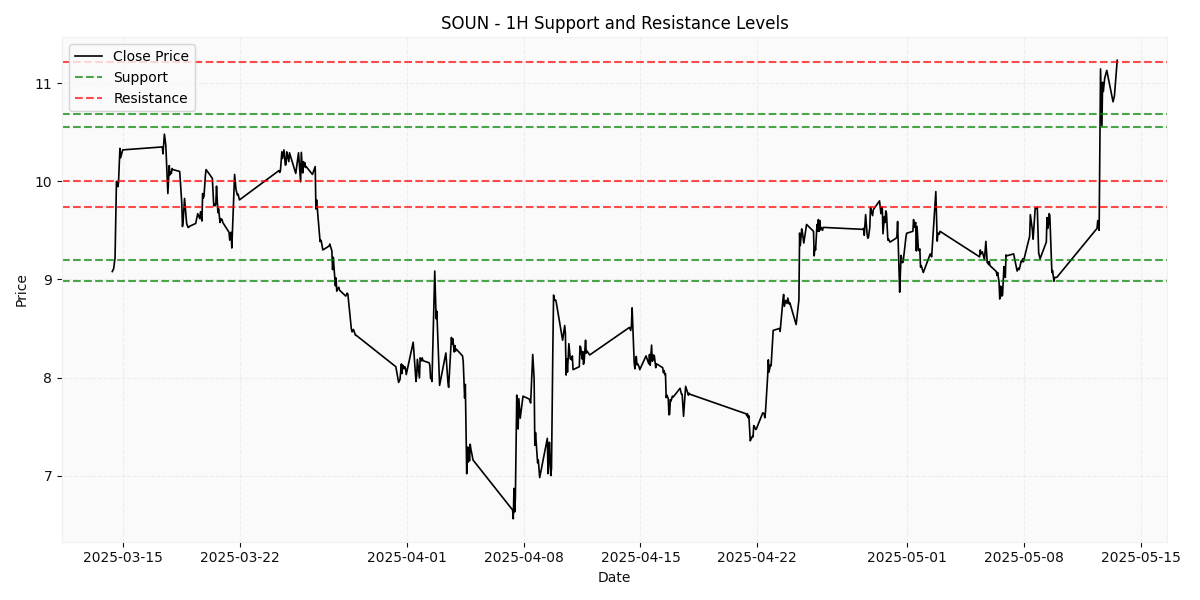 SOUN - 1H Support and Resistance Levels
Close Price
Support
Resistance
Price
11
10
9
8
7
2025-03-15
2025-03-22
2025-04-01
2025-04-08
2025-04-15
2025-04-22
2025-05-01
2025-05-08
2025-05-15
Date